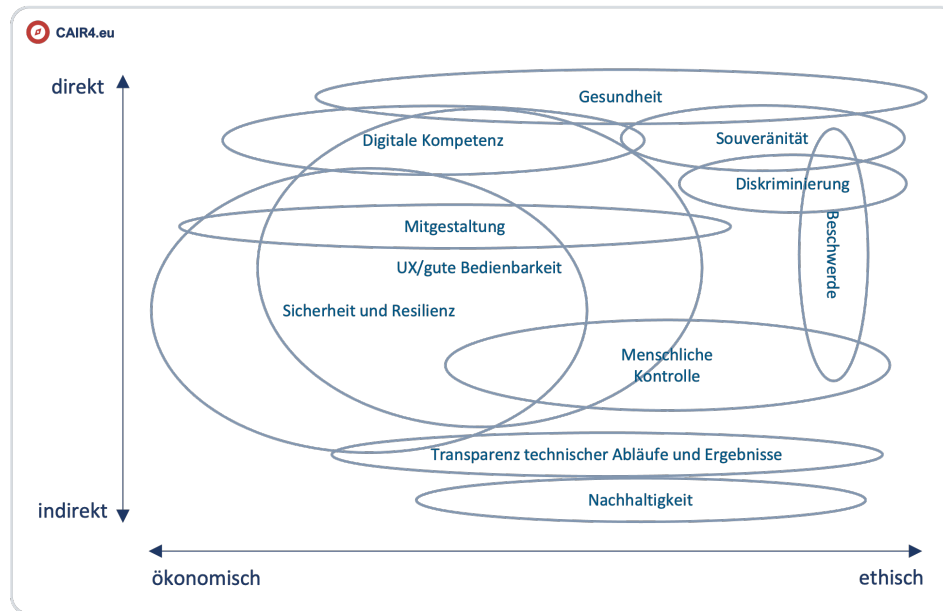 CAIR4.eu
direkt
Gesundheit
Digitale Kompetenz
Souveränität
Diskriminierung
Mitgestaltung
Beschwerde
UX/gute Bedienbarkeit
Sicherheit und Resilienz
Menschliche
Kontrolle
Transparenz technischer Abläufe und Ergebnisse
Nachhaltigkeit
indirekt
ökonomisch
ethisch